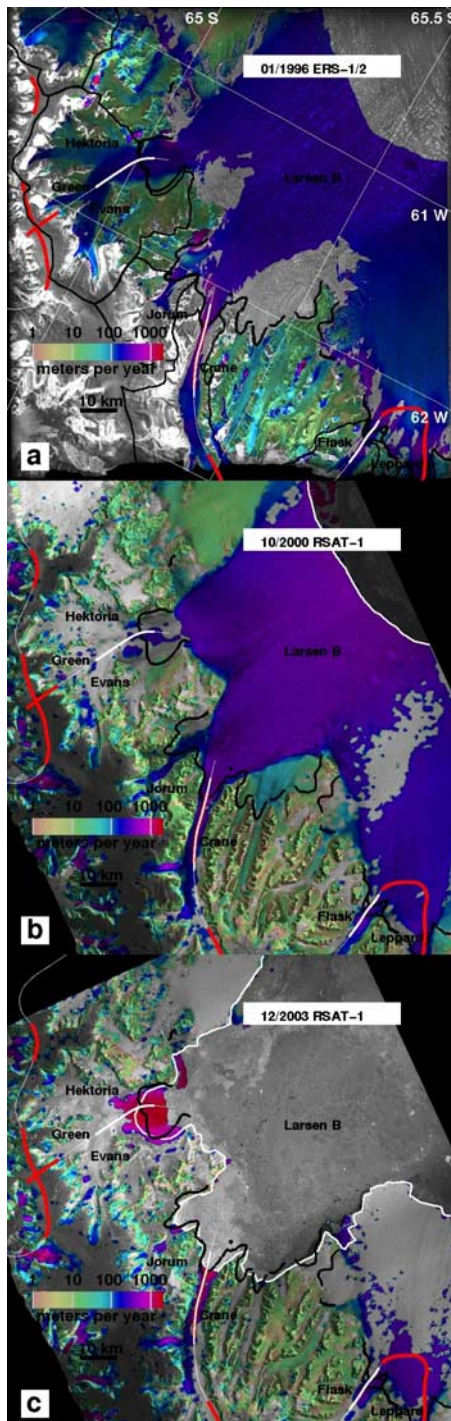 65 S
65.5 S
01/1996 ERS-1/2
Hektoria
Green
Evans
Larsen B
61 W
Jorum
1 10 100 1000
meters per year
10 km
Crane
62 W
Flask
Leppard
a
10/2000 RSAT-1
Hektoria
Green
Evans
Larsen B
Jorum
1 10 100 1000
meters per year
10 km
Crane
Flask
Leppard
b
12/2003 RSAT-1
Hektoria
Green
Evans
Larsen B
Jorum
1 10 100 1000
meters per year
10 km
Crane
Flask
Leppard
c